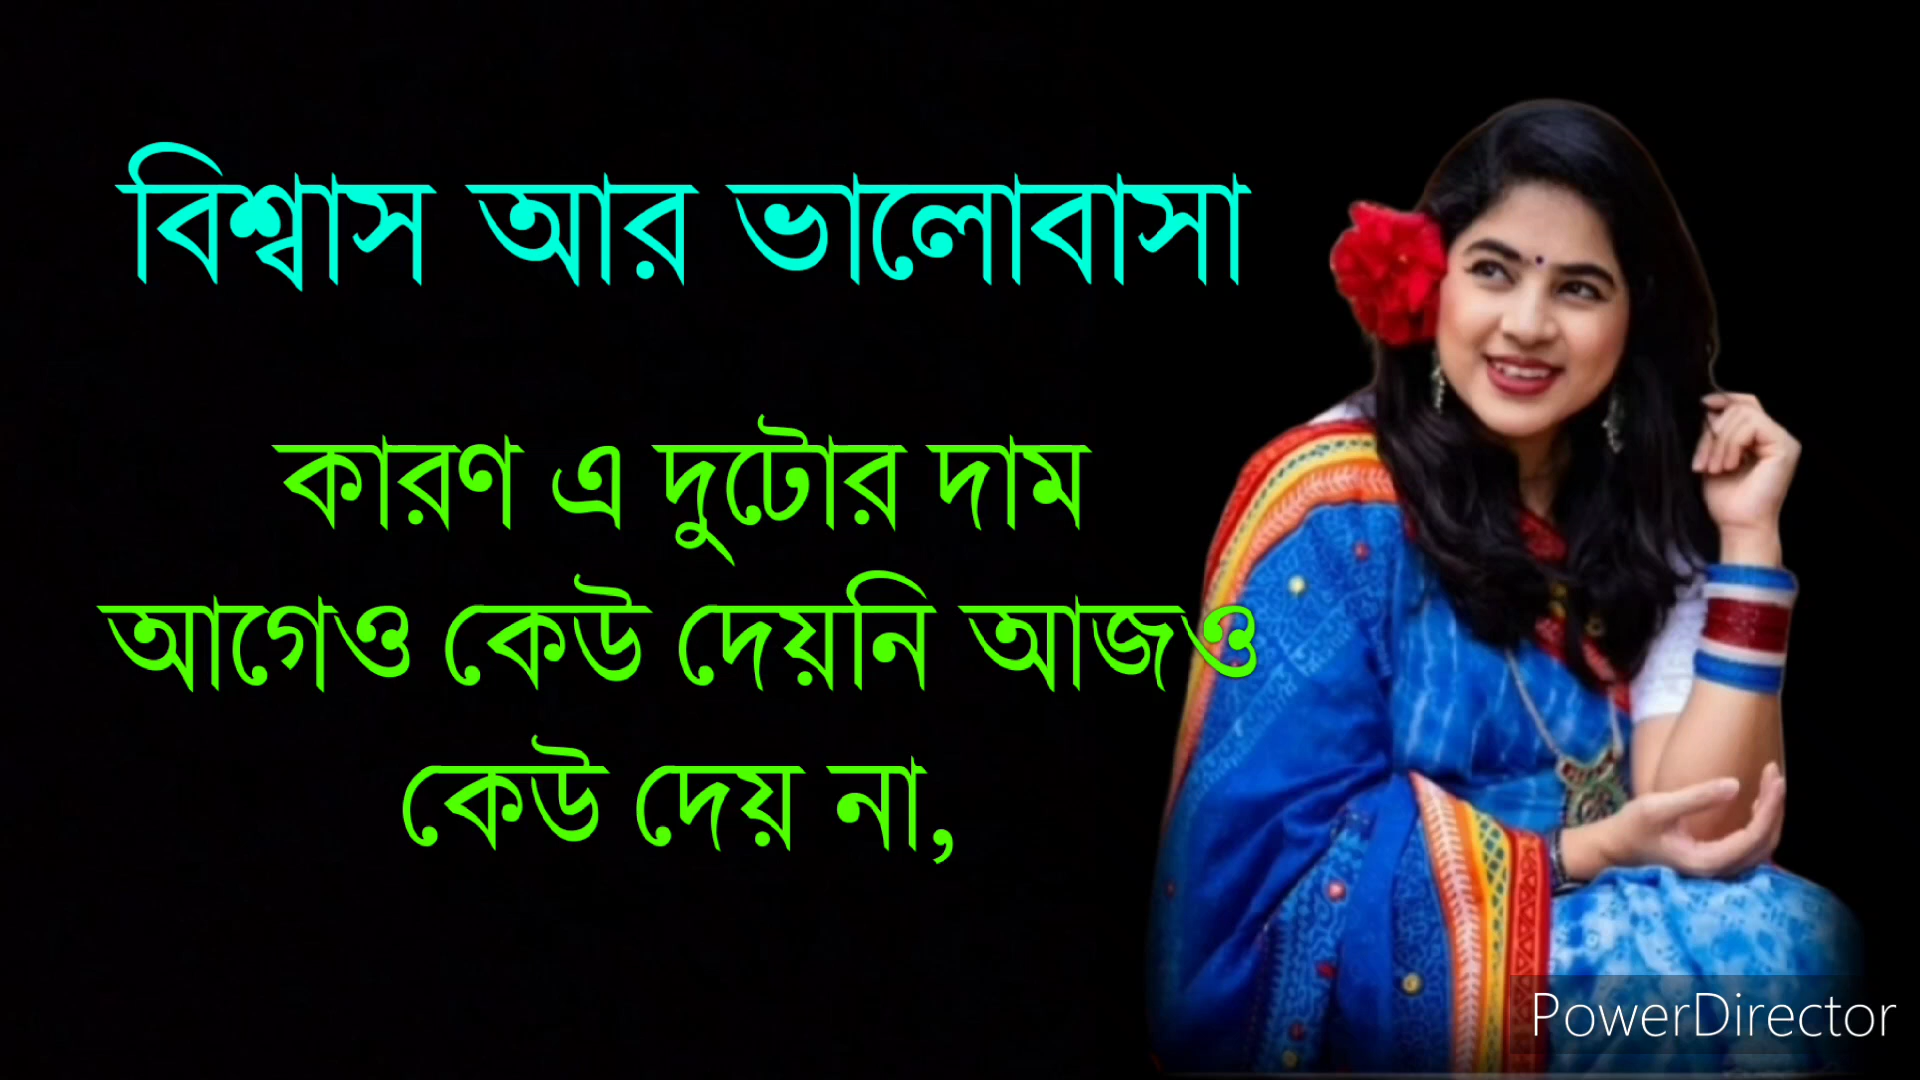 বিশ্বাস আর ভালোবাসা
কারণ এ দুটোর দাম
আগেও কেউ দেয়নি আজও
কেউ দেয় না,
PowerDirector